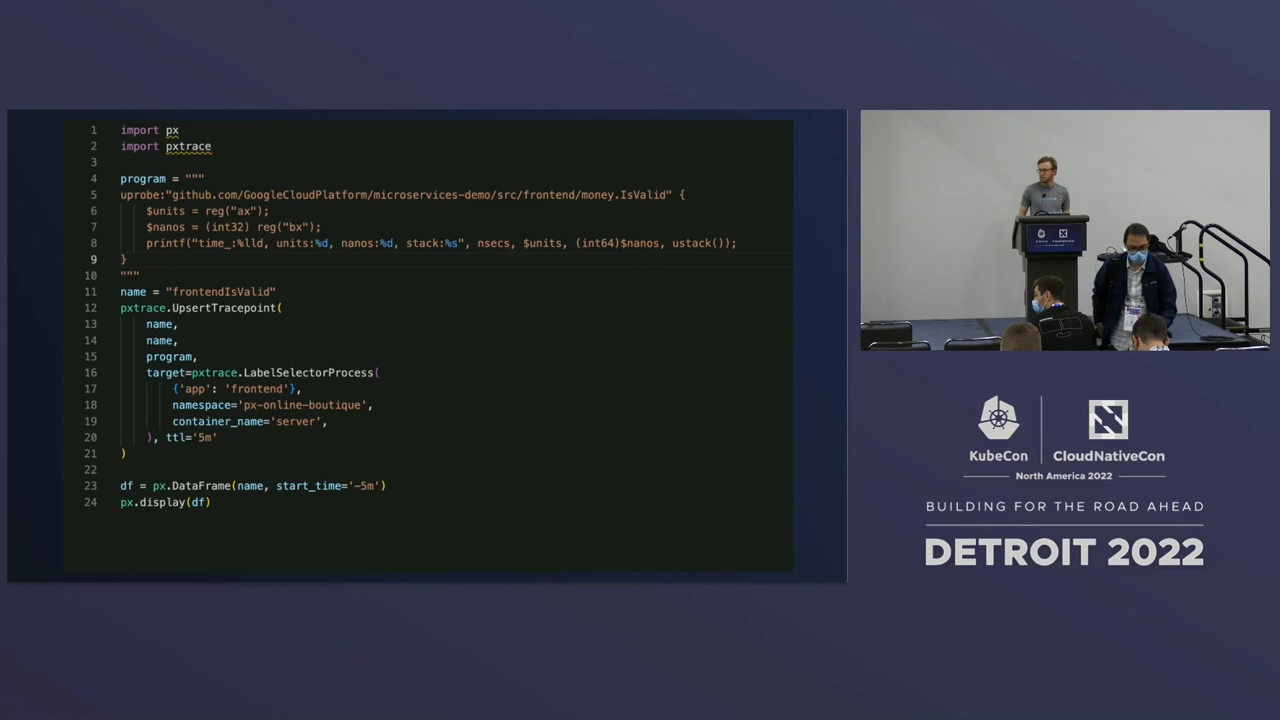 1 import px
2 import pxtrace
3
4 program = """
5 uprobe:"github.com/GoogleCloudPlatform/microservices-demo/src/frontend/money.IsValid" {
6 $units = reg("ax");
7 $nanos = (int32) reg("bx");
8 printf("time_:%lld, units:%d, nanos:%d, stack:%s", nsecs, $units, (int64)$nanos, ustack());
9 }
10 """
11 name = "frontendIsValid"
12 pxtrace.UpsertTracepoint(
13 name,
14 name,
15 program,
16 target=pxtrace.LabelSelectorProcess(
17 {'app': 'frontend'},
18 namespace='px-online-boutique',
19 container_name='server',
20 ), ttl='5m'
21 )
22
23 df = px.DataFrame(name, start_time='-5m')
24 px.display(df)
KubeCon CloudNativeCon
North America 2022
BUILDING FOR THE ROAD AHEAD
DETROIT 2022